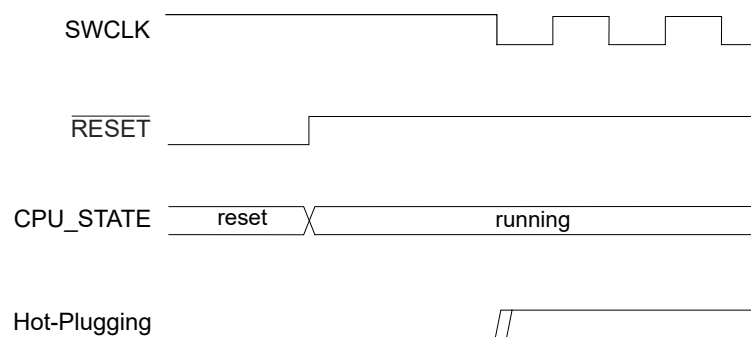 SWCLK
RESET
CPU_STATE reset running
Hot-Plugging